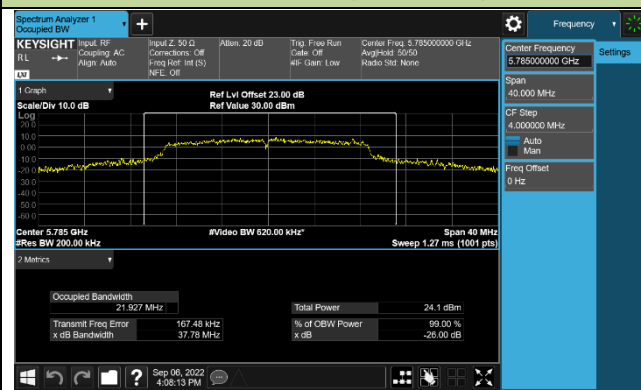 Spectrum Analyzer 1
Occupied BW
+
Frequency
KEYSIGHT
RL
Input: RF
Coupling: AC
Align: Auto
Input Z: 50 Ω
Corrections: Off
Freq Ref: Int (S)
NFE: Off
Atten: 20 dB
Trig: Free Run
Gate: Off
#IF Gain: Low
Center Freq: 5.785000000 GHz
Avg|Hold: 50/50
Radio Std: None
LXI
Center Frequency
5.785000000 GHz
Settings
Span
40.000 MHz
CF Step
4.000000 MHz
Auto
Man
Freq Offset
0 Hz
1 Graph
Scale/Div 10.0 dB
Ref Lvl Offset 23.00 dB
Ref Value 30.00 dBm
Log
20.0
10.0
0.00
-10.0
-20.0
-30.0
-40.0
-50.0
-60.0
Center 5.785 GHz
#Res BW 200.00 kHz
#Video BW 620.00 kHz*
Span 40 MHz
Sweep 1.27 ms (1001 pts)
2 Metrics
Occupied Bandwidth
21.927 MHz
Total Power 24.1 dBm
Transmit Freq Error 167.48 kHz
% of OBW Power 99.00 %
x dB Bandwidth 37.78 MHz
x dB -26.00 dB
?
Sep 06, 2022
4:08:13 PM